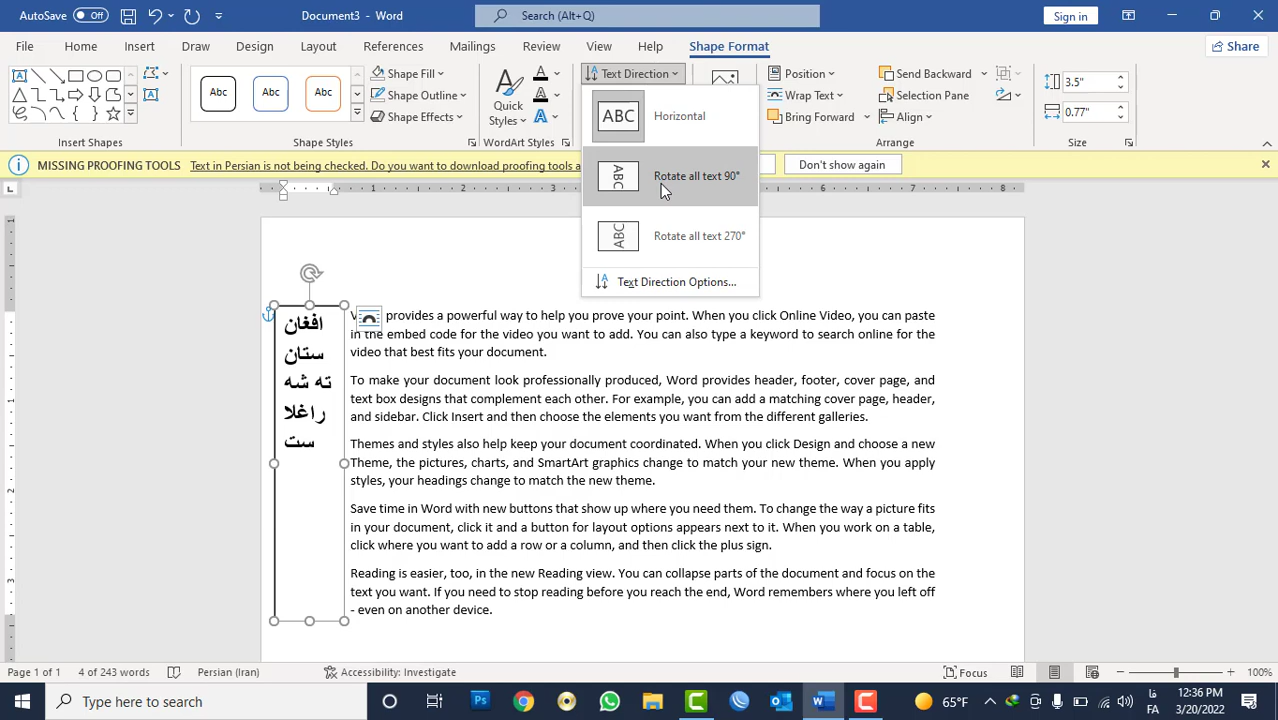 AutoSave Off Document3 - Word Search (Alt+Q) Sign in
File Home Insert Draw Design Layout References Mailings Review View Help Shape Format Share
Abc Abc Abc
Shape Fill
Shape Outline
Shape Effects
Quick Styles
A A A
Text Direction
Position
Wrap Text
Bring Forward
Send Backward
Selection Pane
Align
3.5"
0.77"
Insert Shapes Shape Styles WordArt Styles Arrange Size
ABC Horizontal
ABC Rotate all text 90°
ABC Rotate all text 270°
Text Direction Options...
MISSING PROOFING TOOLS Text in Persian is not being checked. Do you want to download proofing tools Don't show again
1 3 5 6 7 8
افغان
ستان
ته شه
راغلا
ست
provides a powerful way to help you prove your point. When you click Online Video, you can paste
in the embed code for the video you want to add. You can also type a keyword to search online for the
video that best fits your document.
To make your document look professionally produced, Word provides header, footer, cover page, and
text box designs that complement each other. For example, you can add a matching cover page, header,
and sidebar. Click Insert and then choose the elements you want from the different galleries.
Themes and styles also help keep your document coordinated. When you click Design and choose a new
Theme, the pictures, charts, and SmartArt graphics change to match your new theme. When you apply
styles, your headings change to match the new theme.
Save time in Word with new buttons that show up where you need them. To change the way a picture fits
in your document, click it and a button for layout options appears next to it. When you work on a table,
click where you want to add a row or a column, and then click the plus sign.
Reading is easier, too, in the new Reading view. You can collapse parts of the document and focus on the
text you want. If you need to stop reading before you reach the end, Word remembers where you left off
- even on another device.
Page 1 of 1 4 of 243 words Persian (Iran) Accessibility: Investigate Focus 100%
Type here to search
65°F
فا
FA
12:36 PM
3/20/2022